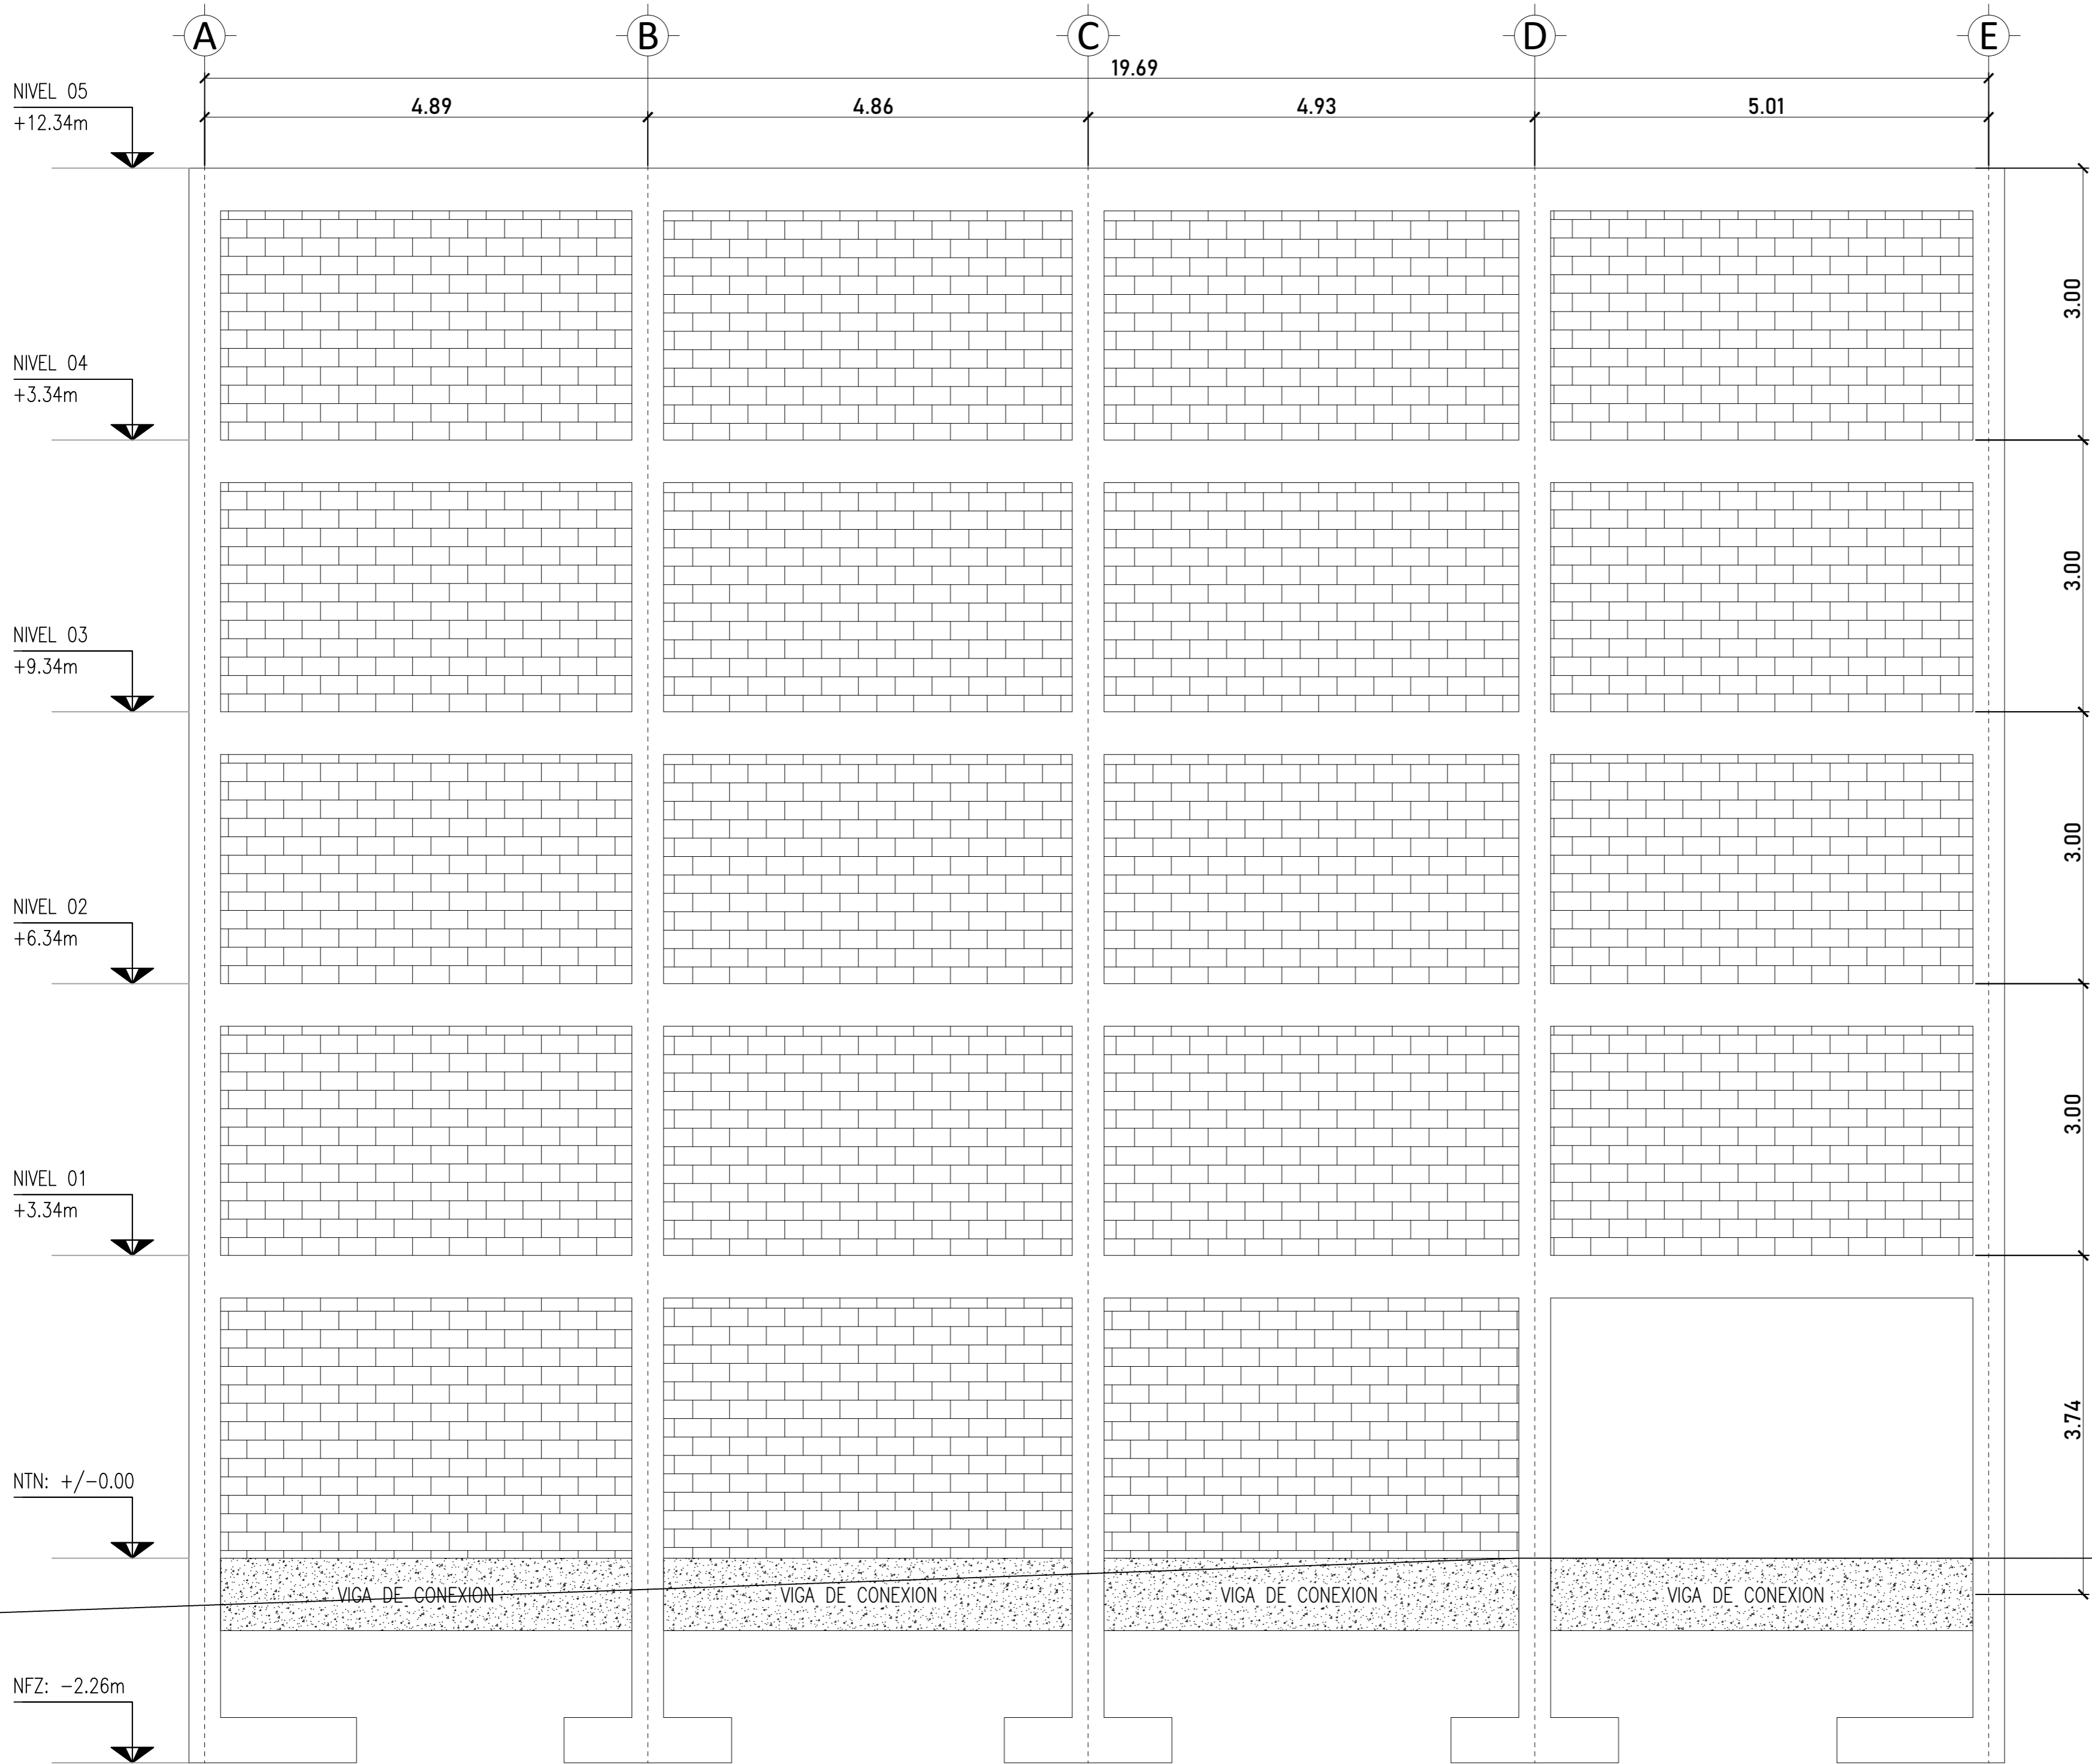 A B C D E
19.69
4.89 4.86 4.93 5.01
NIVEL 05
+12.34m
3.00
NIVEL 04
+3.34m
3.00
NIVEL 03
+9.34m
3.00
NIVEL 02
+6.34m
3.00
NIVEL 01
+3.34m
3.74
NTN: +/-0.00
VIGA DE CONEXION VIGA DE CONEXION VIGA DE CONEXION VIGA DE CONEXION
NFZ: -2.26m